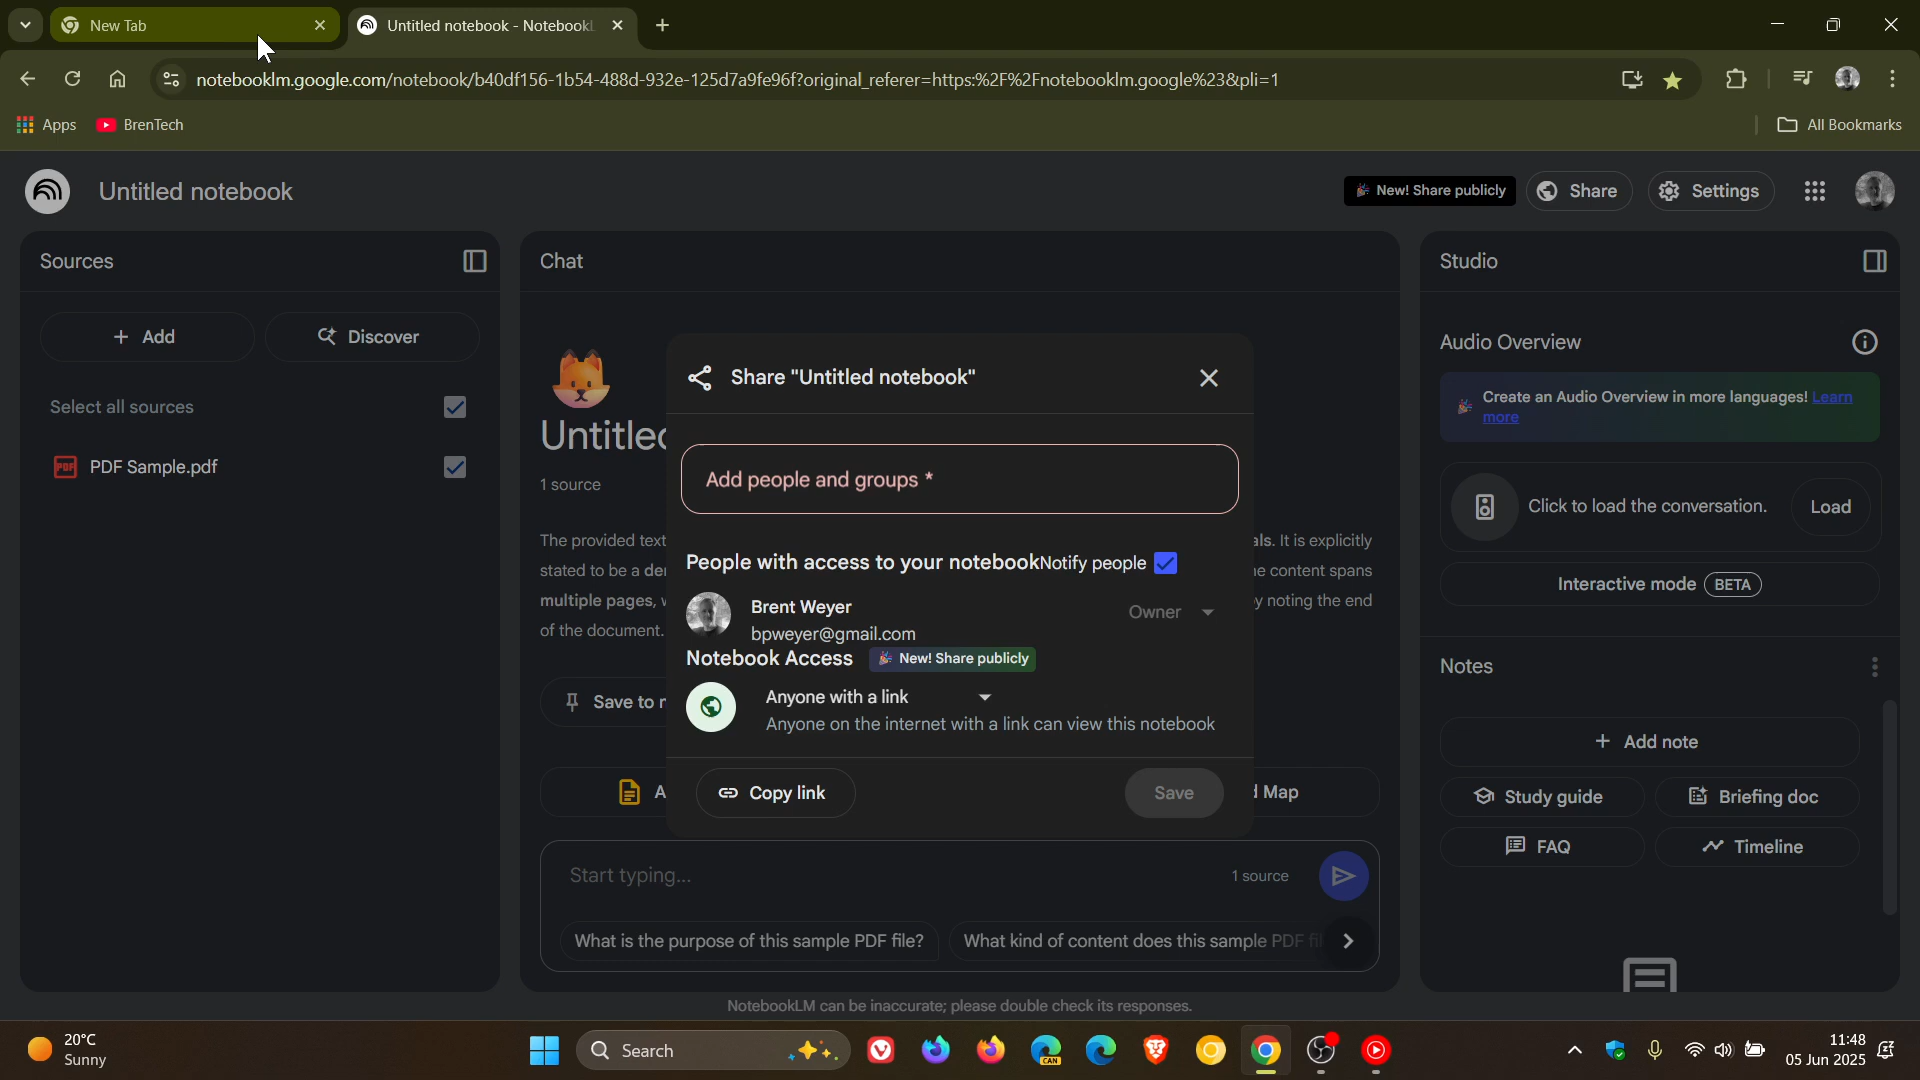 New Tab
Untitled notebook - Notebook
notebooklm.google.com/notebook/b40df156-1b54-488d-932e-125d7a9fe96f?original_referer=https:%2F%2Fnotebooklm.google%23&pli=1
Apps
BrenTech
All Bookmarks
Untitled notebook
New! Share publicly
Share
Settings
Sources
Chat
Studio
+ Add
Discover
Select all sources
PDF PDF Sample.pdf
Untitled
1 source
The provided text
als. It is explicitly
stated to be a de
e content spans
multiple pages,
y noting the end
of the document.
Save to n
A
Map
Share "Untitled notebook"
Add people and groups *
People with access to your notebook
Notify people
Brent Weyer
bpweyer@gmail.com
Owner
Notebook Access
New! Share publicly
Anyone with a link
Anyone on the internet with a link can view this notebook
Copy link
Save
Start typing...
1 source
What is the purpose of this sample PDF file?
What kind of content does this sample PDF fi
Audio Overview
Create an Audio Overview in more languages! Learn
more
Click to load the conversation.
Load
Interactive mode BETA
Notes
+ Add note
Study guide
Briefing doc
FAQ
Timeline
NotebookLM can be inaccurate; please double check its responses.
20°C
Sunny
Search
CAN
11:48
05 Jun 2025